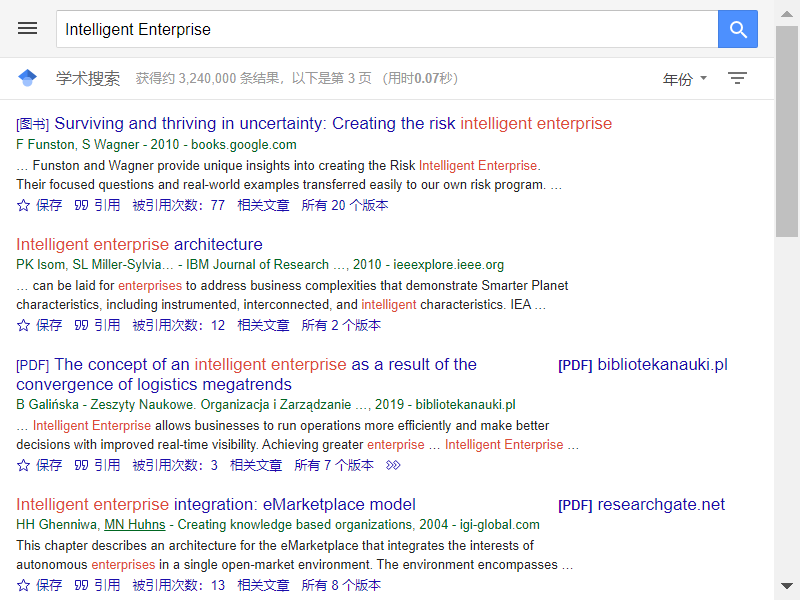 Intelligent Enterprise
学术搜索 获得约 3,240,000 条结果，以下是第 3 页 （用时0.07秒） 年份
[图书] Surviving and thriving in uncertainty: Creating the risk intelligent enterprise
F Funston, S Wagner - 2010 - books.google.com
… Funston and Wagner provide unique insights into creating the Risk Intelligent Enterprise.
Their focused questions and real-world examples transferred easily to our own risk program. …
保存 引用 被引用次数：77 相关文章 所有 20 个版本
Intelligent enterprise architecture
PK Isom, SL Miller-Sylvia… - IBM Journal of Research …, 2010 - ieeexplore.ieee.org
… can be laid for enterprises to address business complexities that demonstrate Smarter Planet
characteristics, including instrumented, interconnected, and intelligent characteristics. IEA …
保存 引用 被引用次数：12 相关文章 所有 2 个版本
[PDF] The concept of an intelligent enterprise as a result of the
convergence of logistics megatrends
[PDF] bibliotekanauki.pl
B Galińska - Zeszyty Naukowe. Organizacja i Zarządzanie …, 2019 - bibliotekanauki.pl
… Intelligent Enterprise allows businesses to run operations more efficiently and make better
decisions with improved real-time visibility. Achieving greater enterprise … Intelligent Enterprise …
保存 引用 被引用次数：3 相关文章 所有 7 个版本
Intelligent enterprise integration: eMarketplace model
[PDF] researchgate.net
HH Ghenniwa, MN Huhns - Creating knowledge based organizations, 2004 - igi-global.com
This chapter describes an architecture for the eMarketplace that integrates the interests of
autonomous enterprises in a single open-market environment. The environment encompasses …
保存 引用 被引用次数：13 相关文章 所有 8 个版本